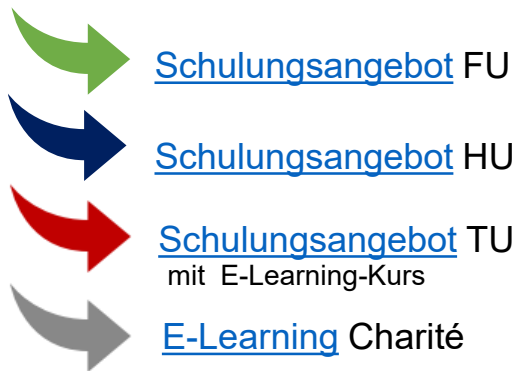 Schulungsangebot FU
Schulungsangebot HU
Schulungsangebot TU
mit E-Learning-Kurs
E-Learning Charité